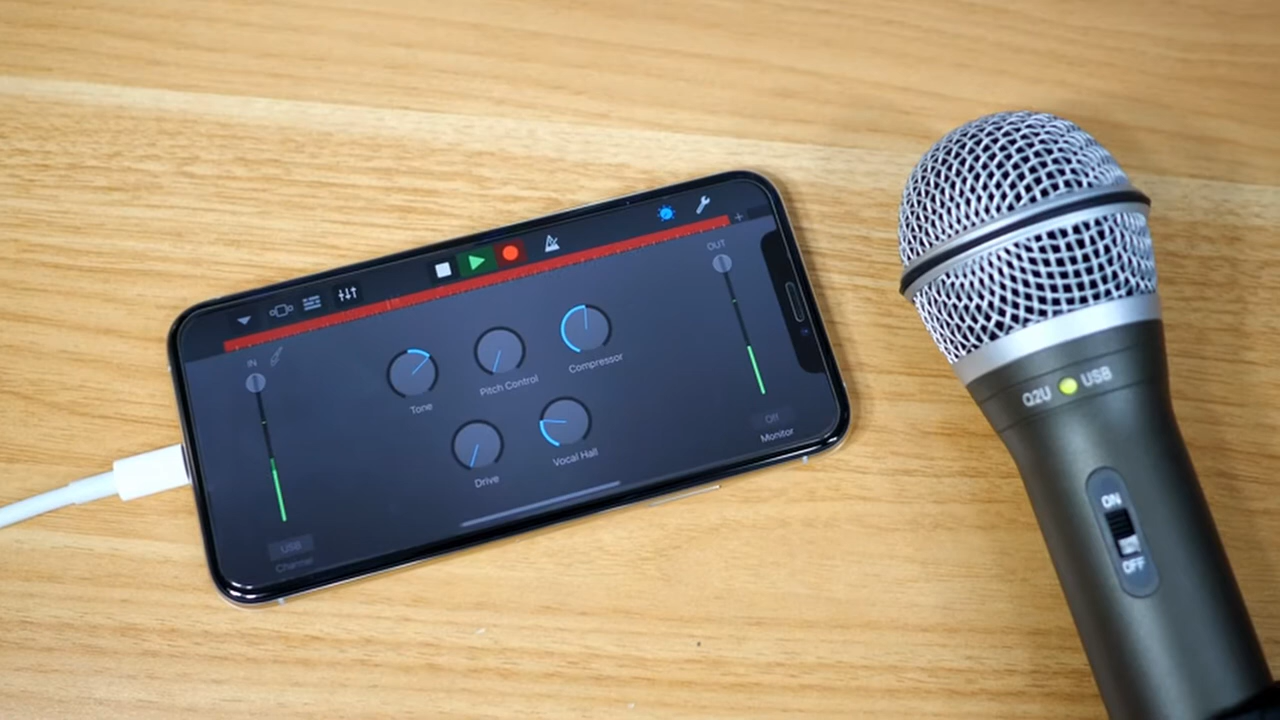 IN
OUT
Tone
Pitch Control
Compressor
Drive
Vocal Hall
Off
Monitor
USB
Channel
Q2U USB
ON
OFF